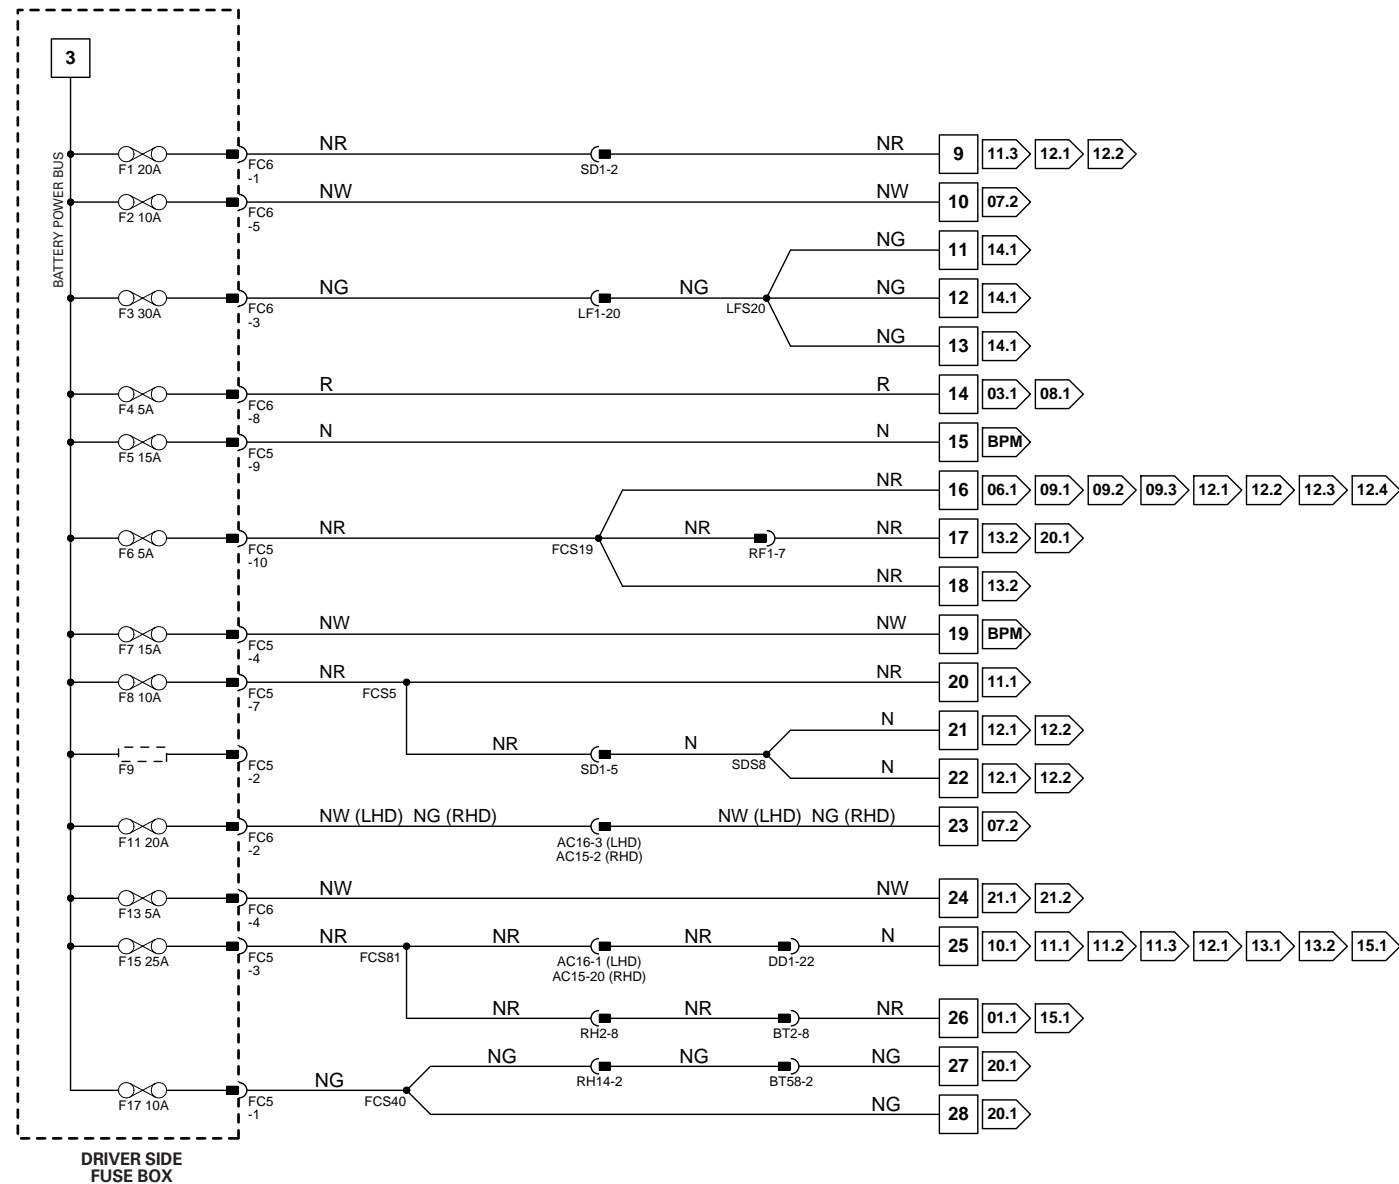 3
BATTERY POWER BUS
F1 20A
FC6
-1
NR
SD1-2
NR
9 11.3 12.1 12.2
F2 10A
FC6
-5
NW
NW
10 07.2
NG
11 14.1
F3 30A
FC6
-3
NG
LF1-20
NG
LFS20
NG
12 14.1
NG
13 14.1
F4 5A
FC6
-8
R
R
14 03.1 08.1
F5 15A
FC5
-9
N
N
15 BPM
NR
16 06.1 09.1 09.2 09.3 12.1 12.2 12.3 12.4
F6 5A
FC5
-10
NR
FCS19
NR
RF1-7
NR
17 13.2 20.1
NR
18 13.2
F7 15A
FC5
-4
NW
NW
19 BPM
F8 10A
FC5
-7
NR
FCS5
NR
20 11.1
N
21 12.1 12.2
F9
FC5
-2
NR
SD1-5
N
SDS8
N
22 12.1 12.2
F11 20A
FC6
-2
NW (LHD) NG (RHD)
AC16-3 (LHD)
AC15-2 (RHD)
NW (LHD) NG (RHD)
23 07.2
F13 5A
FC6
-4
NW
NW
24 21.1 21.2
F15 25A
FC5
-3
NR
FCS81
NR
AC16-1 (LHD)
AC15-20 (RHD)
NR
DD1-22
N
25 10.1 11.1 11.2 11.3 12.1 13.1 13.2 15.1
NR
RH2-8
NR
BT2-8
NR
26 01.1 15.1
NG
RH14-2
NG
BT58-2
NG
27 20.1
F17 10A
FC5
-1
NG
FCS40
NG
28 20.1
DRIVER SIDE
FUSE BOX